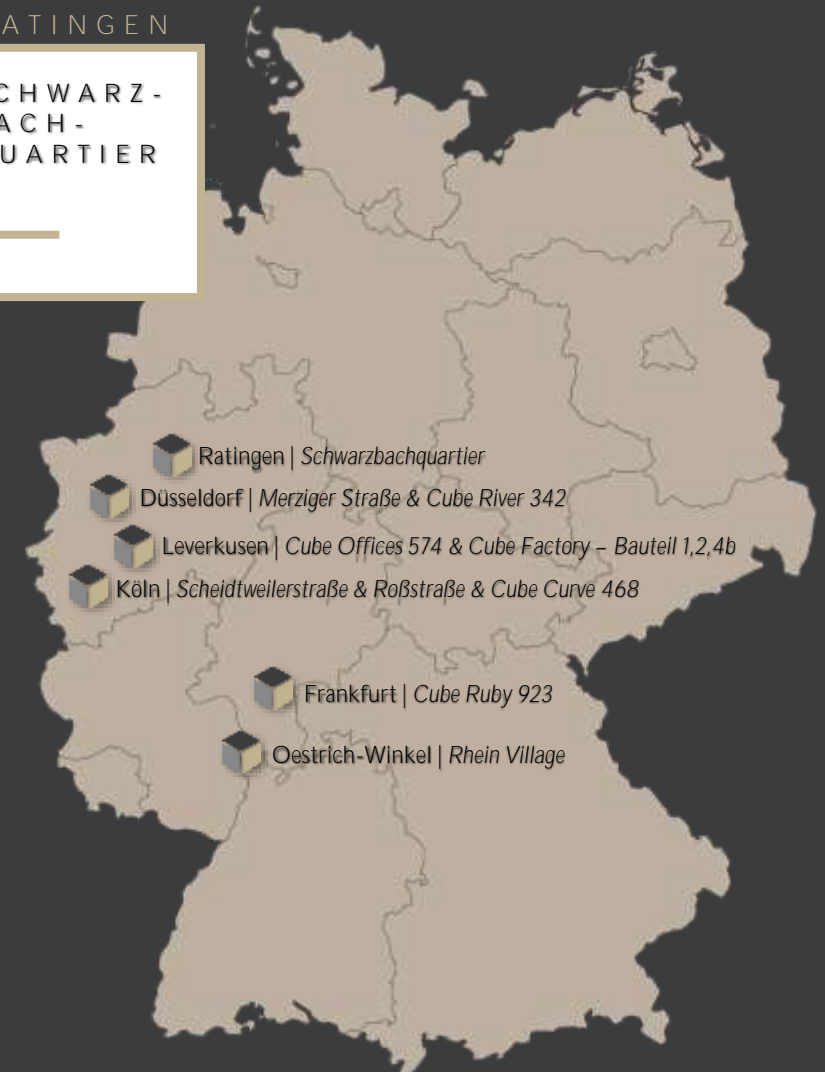 ATINGEN
CHWARZ-
ACH-
UARTIER
Ratingen | Schwarzbachquartier
Düsseldorf | Merziger Straße & Cube River 342
Leverkusen | Cube Offices 574 & Cube Factory – Bauteil 1,2,4b
Köln | Scheidtweilerstraße & Roßstraße & Cube Curve 468
Frankfurt | Cube Ruby 923
Oestrich-Winkel | Rhein Village